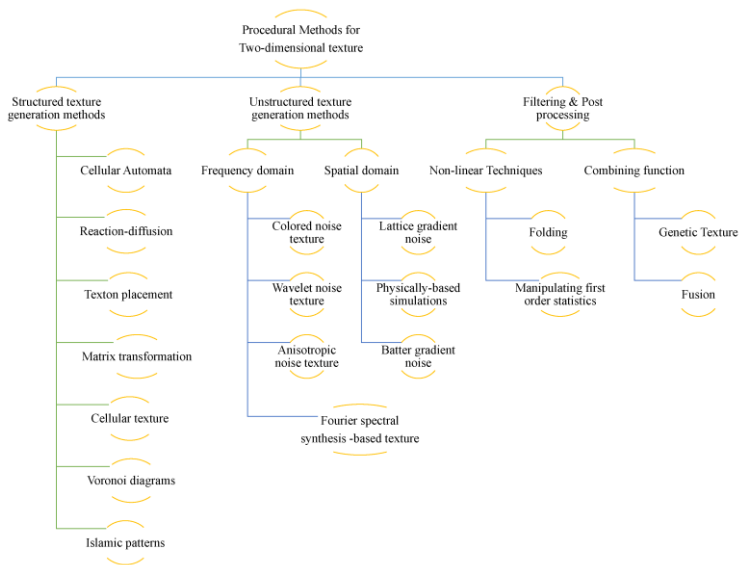 Procedural Methods for
Two-dimensional texture
Structured texture
generation methods
Unstructured texture
generation methods
Filtering & Post
processing
Cellular Automata
Reaction-diffusion
Texton placement
Matrix transformation
Cellular texture
Voronoi diagrams
Islamic patterns
Frequency domain
Spatial domain
Colored noise
texture
Wavelet noise
texture
Anisotropic
noise texture
Fourier spectral
synthesis -based texture
Lattice gradient
noise
Physically-based
simulations
Batter gradient
noise
Non-linear Techniques
Combining function
Folding
Manipulating first
order statistics
Genetic Texture
Fusion